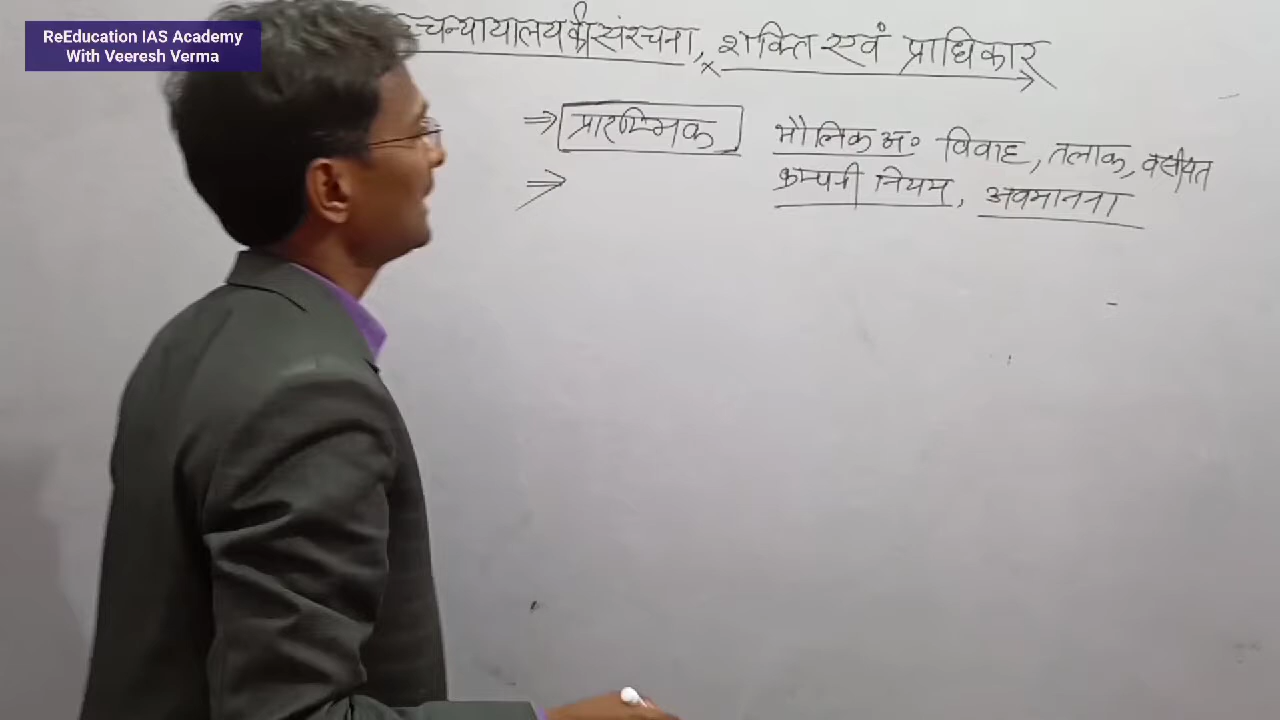 ReEducation IAS Academy
With Veeresh Verma
च्चन्यायालय की संरचना, शक्ति एवं प्राधिकार
⇒ प्रारम्भिक मौलिक अ० विवाह, तलाक, वसीयत
⇒ कम्पनी नियम, अवमानना